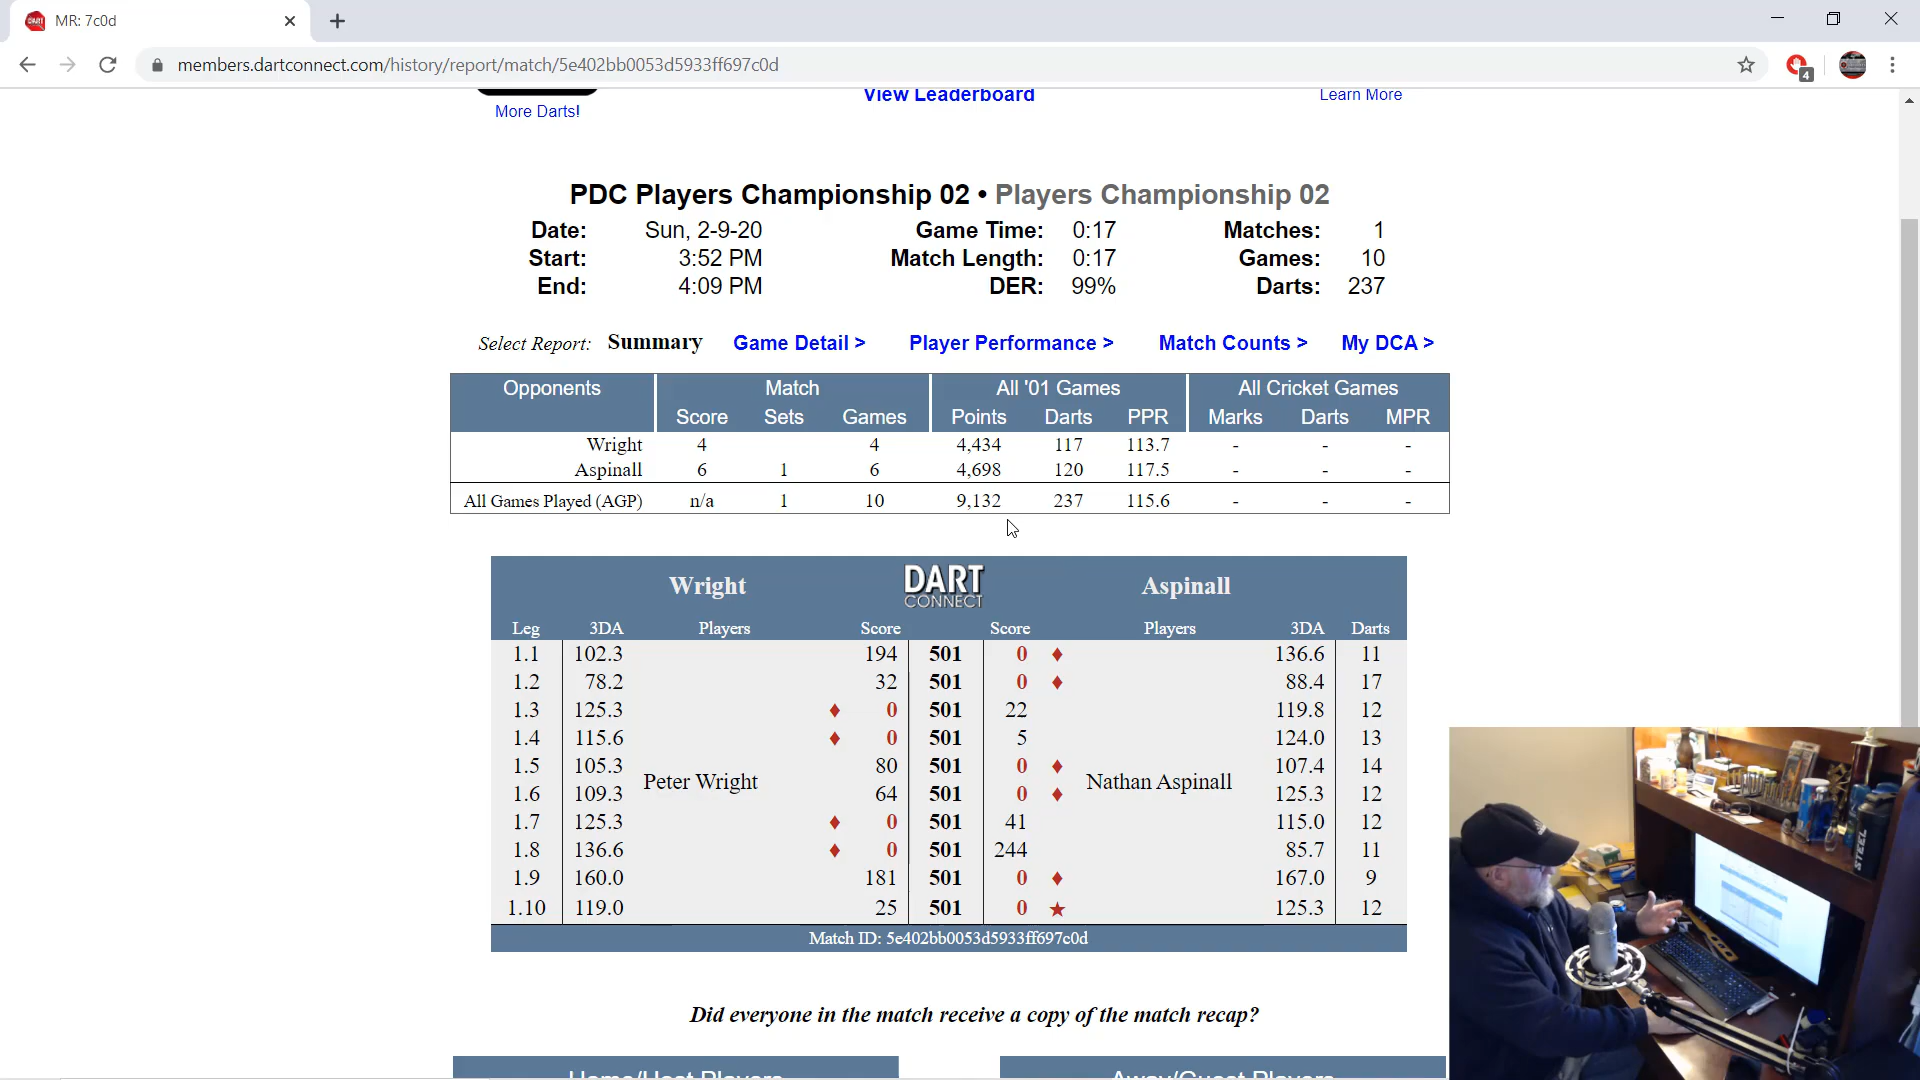 MR: 7c0d
members.dartconnect.com/history/report/match/5e402bb0053d5933ff697c0d
4
More Darts!
View Leaderboard
Learn More
PDC Players Championship 02 • Players Championship 02
Date: Sun, 2-9-20 Game Time: 0:17 Matches: 1
Start: 3:52 PM Match Length: 0:17 Games: 10
End: 4:09 PM DER: 99% Darts: 237
Select Report: Summary Game Detail > Player Performance > Match Counts > My DCA >
Opponents Match All '01 Games All Cricket Games
Score Sets Games Points Darts PPR Marks Darts MPR
Wright 4 4 4,434 117 113.7 - - -
Aspinall 6 1 6 4,698 120 117.5 - - -
All Games Played (AGP) n/a 1 10 9,132 237 115.6 - - -
Wright DART CONNECT Aspinall
Leg 3DA Players Score Score Players 3DA Darts
1.1 102.3 194 501 0 ♦ 136.6 11
1.2 78.2 32 501 0 ♦ 88.4 17
1.3 125.3 ♦ 0 501 22 119.8 12
1.4 115.6 ♦ 0 501 5 124.0 13
1.5 105.3 80 501 0 ♦ 107.4 14
Peter Wright Nathan Aspinall
1.6 109.3 64 501 0 ♦ 125.3 12
1.7 125.3 ♦ 0 501 41 115.0 12
1.8 136.6 ♦ 0 501 244 85.7 11
1.9 160.0 181 501 0 ♦ 167.0 9
1.10 119.0 25 501 0 ★ 125.3 12
Match ID: 5e402bb0053d5933ff697c0d
Did everyone in the match receive a copy of the match recap?
Home/Host Players
Away/Guest Players
STEEL